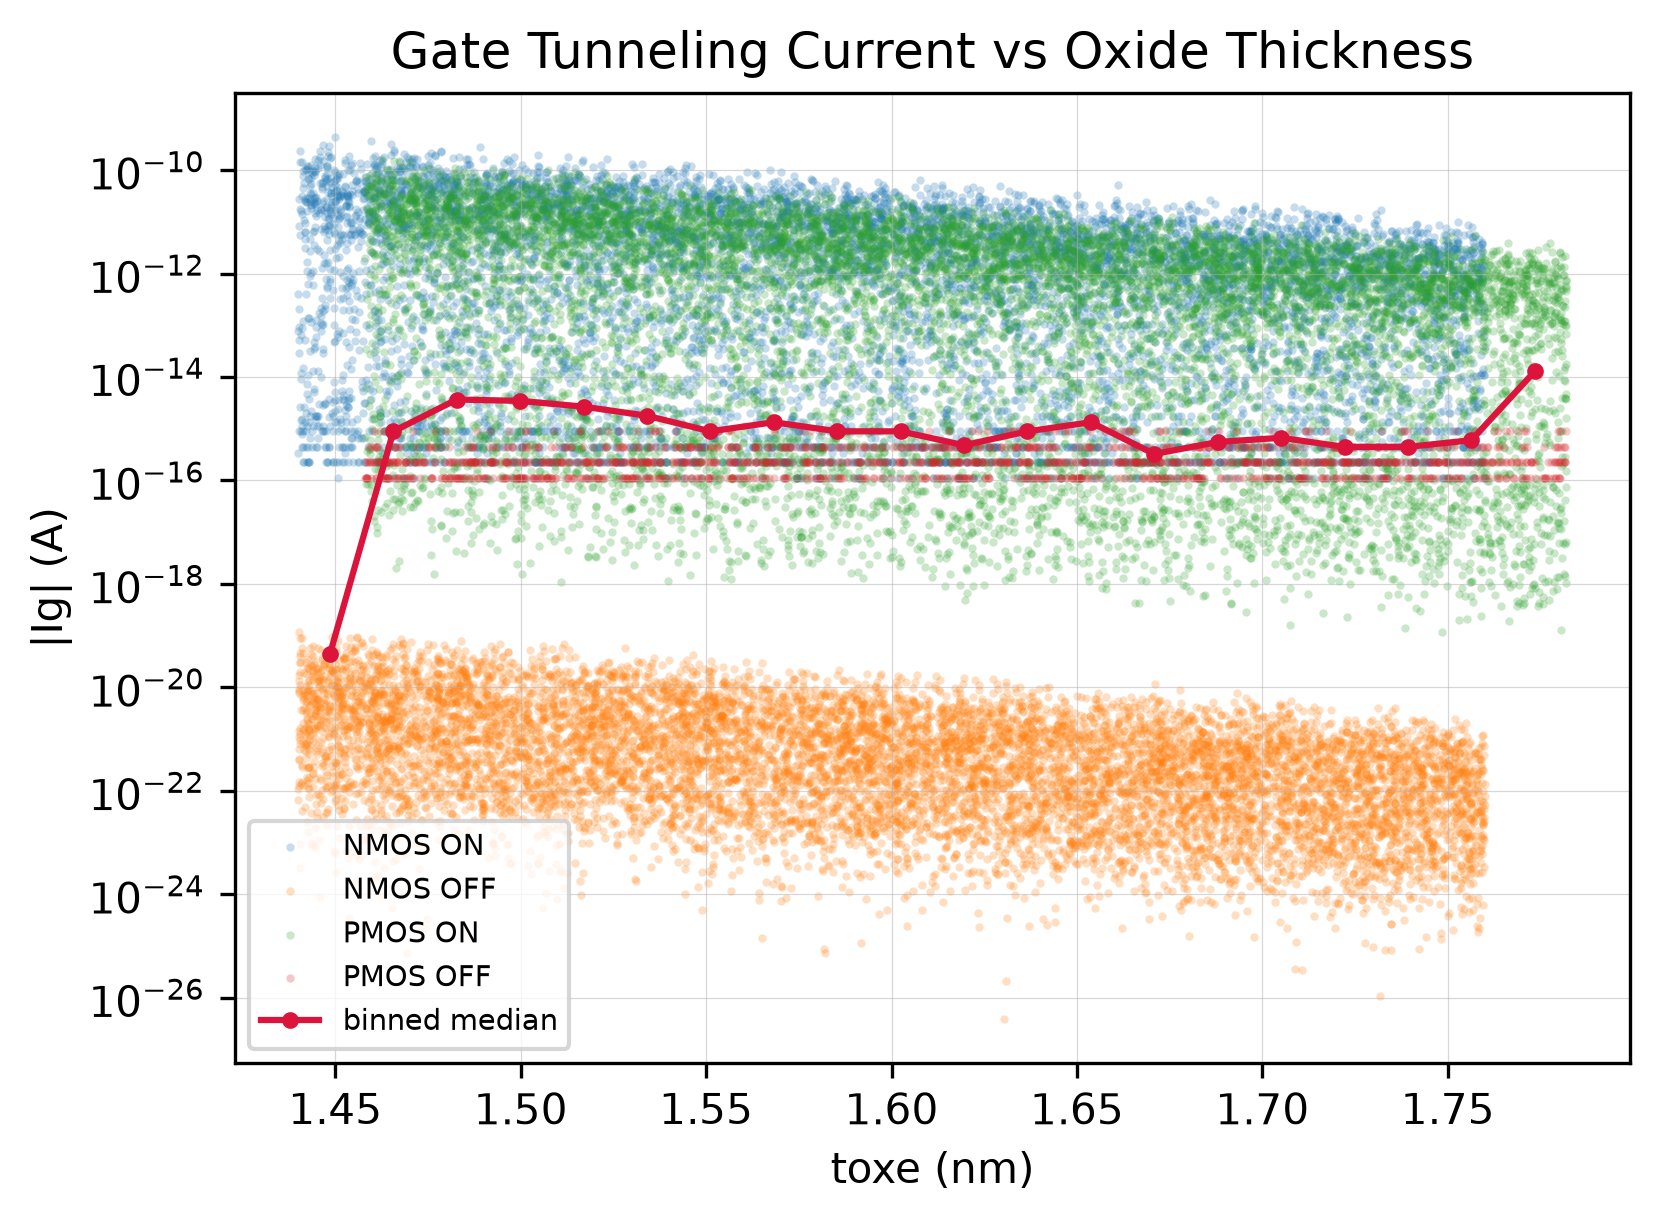 Gate Tunneling Current vs Oxide Thickness
|Ig| (A)
10⁻¹⁰
10⁻¹²
10⁻¹⁴
10⁻¹⁶
10⁻¹⁸
10⁻²⁰
10⁻²²
10⁻²⁴
10⁻²⁶
NMOS ON
NMOS OFF
PMOS ON
PMOS OFF
binned median
1.45 1.50 1.55 1.60 1.65 1.70 1.75
toxe (nm)